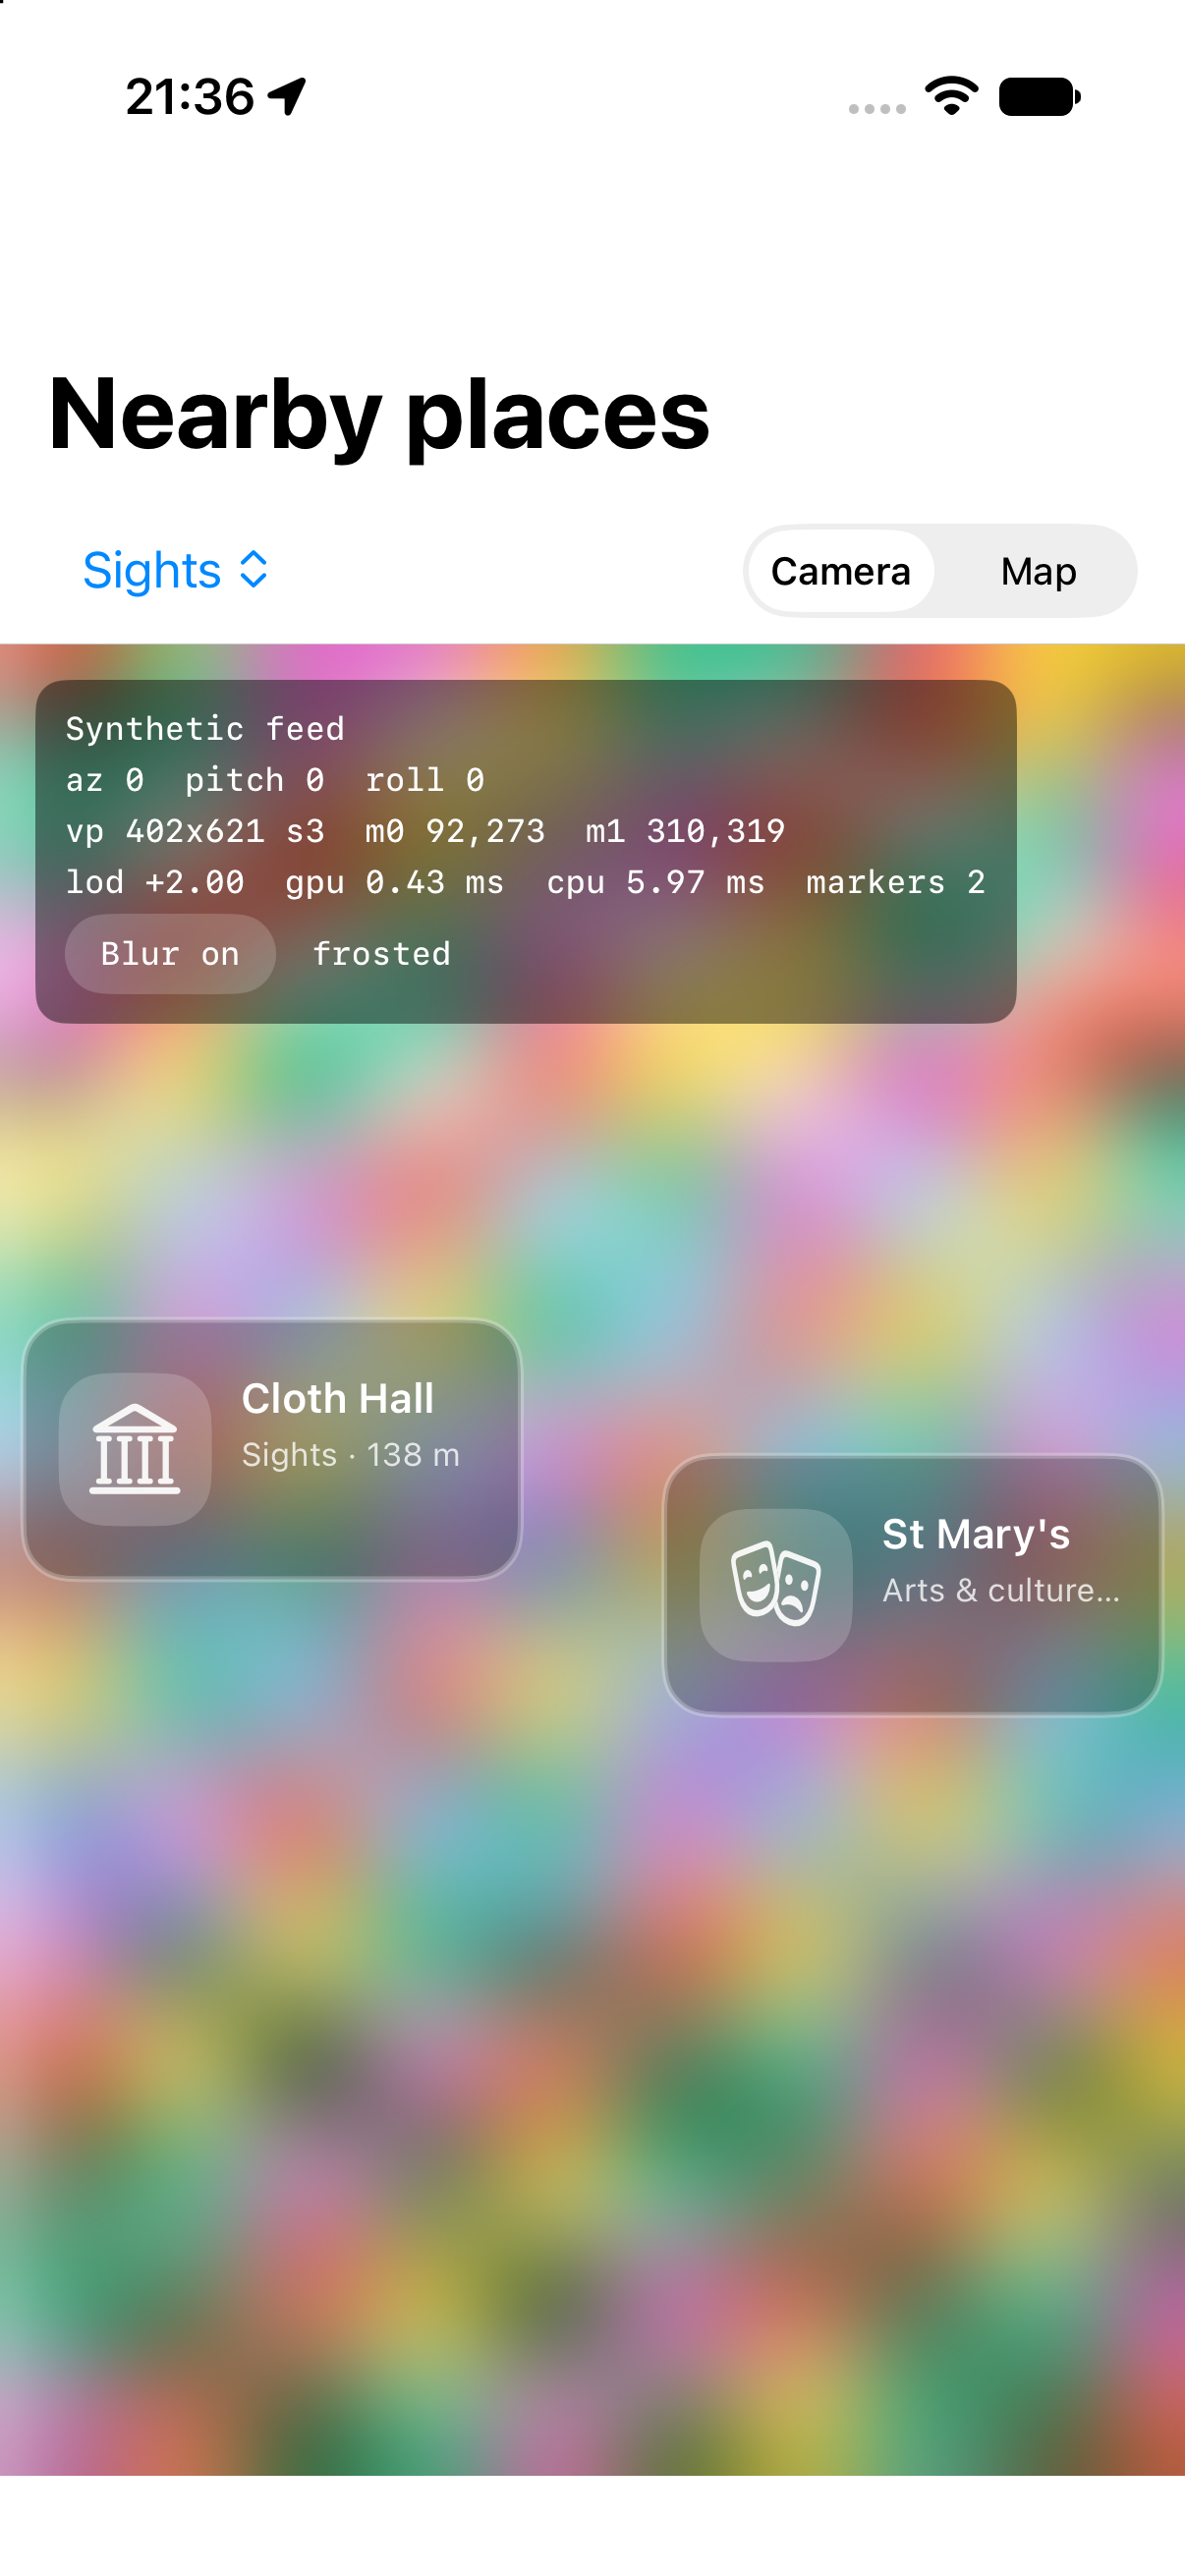 21:36
Nearby places
Sights
Camera Map
Synthetic feed
az 0 pitch 0 roll 0
vp 402x621 s3 m0 92,273 m1 310,319
lod +2.00 gpu 0.43 ms cpu 5.97 ms markers 2
Blur on frosted
Cloth Hall
Sights · 138 m
St Mary's
Arts & culture...